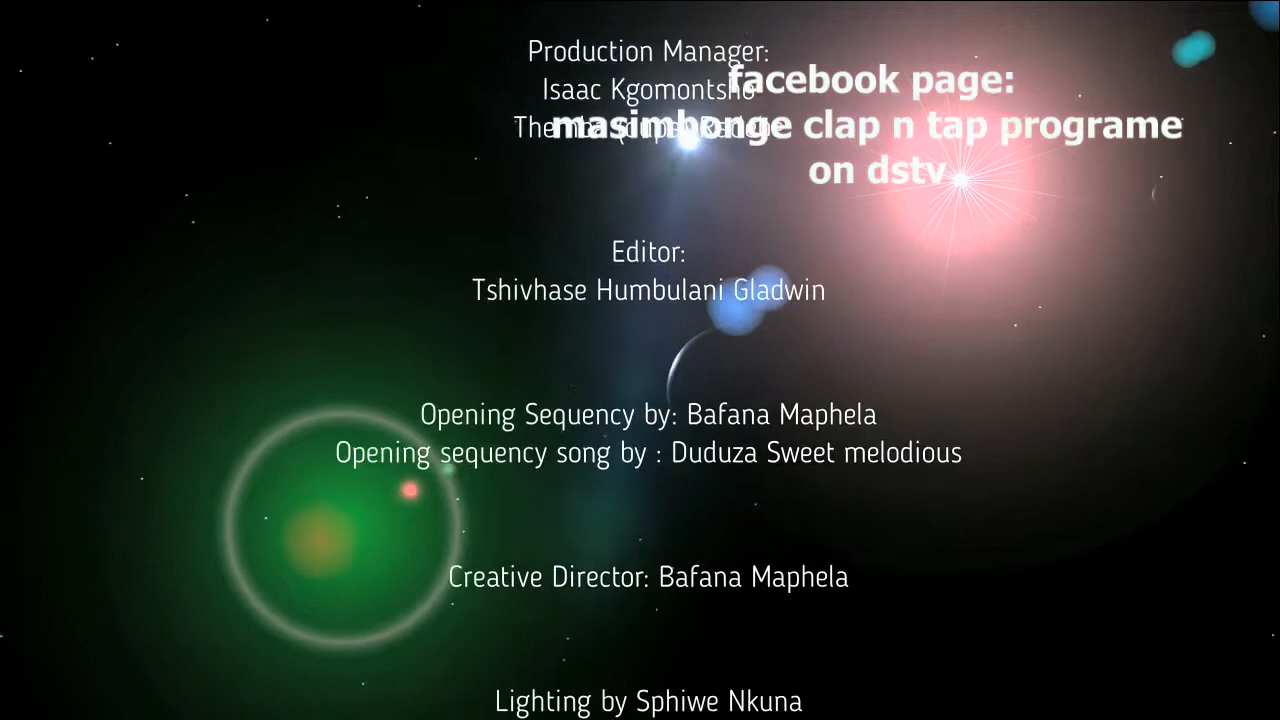 Production Manager:
Isaac Kgomontsho
facebook page:
masimbonge clap n tap programe
on dstv
Editor:
Tshivhase Humbulani Gladwin
Opening Sequency by: Bafana Maphela
Opening sequency song by : Duduza Sweet melodious
Creative Director: Bafana Maphela
Lighting by Sphiwe Nkuna